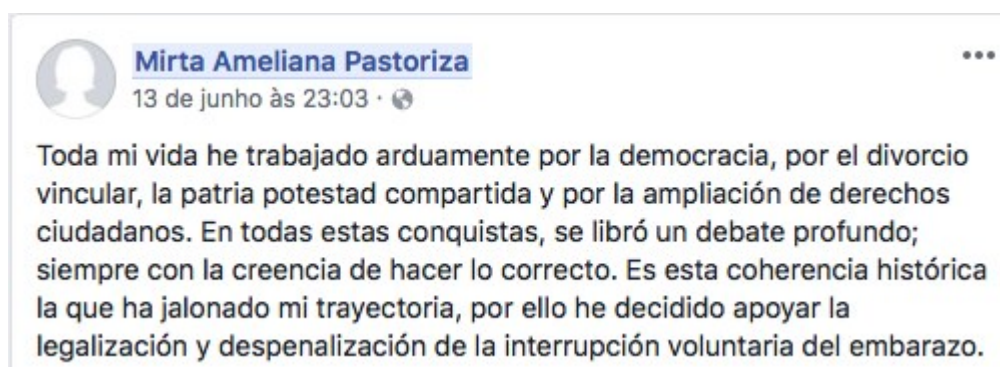 Mirta Ameliana Pastoriza
13 de junho às 23:03 ·
Toda mi vida he trabajado arduamente por la democracia, por el divorcio
vincular, la patria potestad compartida y por la ampliación de derechos
ciudadanos. En todas estas conquistas, se libró un debate profundo;
siempre con la creencia de hacer lo correcto. Es esta coherencia histórica
la que ha jalonado mi trayectoria, por ello he decidido apoyar la
legalización y despenalización de la interrupción voluntaria del embarazo.